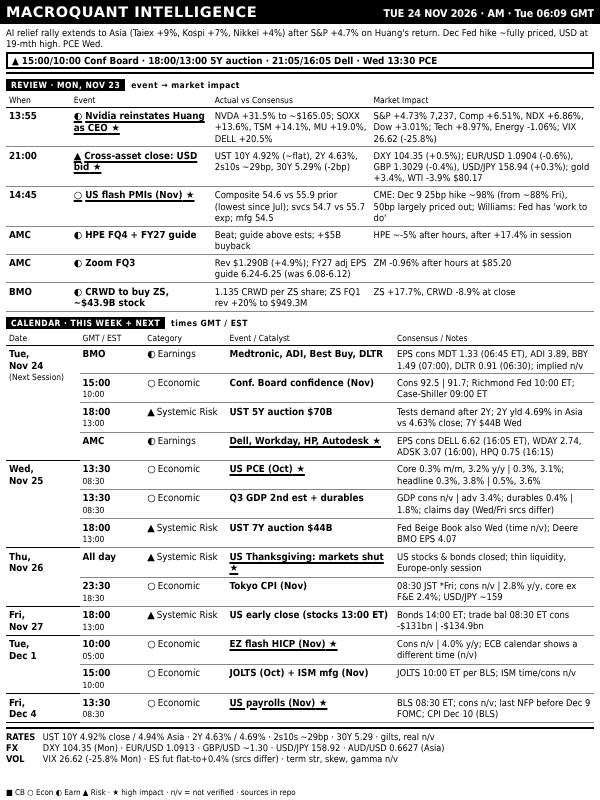 MACROQUANT INTELLIGENCE TUE 24 NOV 2026 · AM · Tue 06:09 GMT
AI relief rally extends to Asia (Taiex +9%, Kospi +7%, Nikkei +4%) after S&P +4.7% on Huang's return. Dec Fed hike ~fully priced, USD at
19-mth high. PCE Wed.
▲ 15:00/10:00 Conf Board · 18:00/13:00 5Y auction · 21:05/16:05 Dell · Wed 13:30 PCE
REVIEW · MON, NOV 23 event → market impact
When Event Actual vs Consensus Market Impact
13:55 ◐ Nvidia reinstates Huang NVDA +31.5% to ~$165.05; SOXX S&P +4.73% 7,237, Comp +6.51%, NDX +6.86%,
as CEO ★ +13.6%, TSM +14.1%, MU +19.0%, Dow +3.01%; Tech +8.97%, Energy -1.06%; VIX
DELL +20.5% 26.62 (-25.8%)
21:00 ▲ Cross-asset close: USD UST 10Y 4.92% (~flat), 2Y 4.63%, DXY 104.35 (+0.5%); EUR/USD 1.0904 (-0.6%),
bid ★ 2s10s ~29bp, 30Y 5.29% (-2bp) GBP 1.3029 (-0.4%), USD/JPY 158.94 (+0.3%); gold
+3.4%, WTI -3.9% $80.17
14:45 ○ US flash PMIs (Nov) ★ Composite 54.6 vs 55.9 prior CME: Dec 9 25bp hike ~98% (from ~88% Fri),
(lowest since Jul); svcs 54.7 vs 55.7 50bp largely priced out; Williams: Fed has 'work to
exp; mfg 54.5 do'
AMC ◐ HPE FQ4 + FY27 guide Beat; guide above ests; +$5B HPE ~-5% after hours, after +17.4% in session
buyback
AMC ◐ Zoom FQ3 Rev $1.290B (+4.9%); FY27 adj EPS ZM -0.96% after hours at $85.20
guide 6.24-6.25 (was 6.08-6.12)
BMO ◐ CRWD to buy ZS, 1.135 CRWD per ZS share; ZS FQ1 ZS +17.7%, CRWD -8.9% at close
~$43.9B stock rev +20% to $949.3M
CALENDAR · THIS WEEK + NEXT times GMT / EST
Date GMT / EST Category Event / Catalyst Consensus / Notes
Tue, BMO ◐ Earnings Medtronic, ADI, Best Buy, DLTR EPS cons MDT 1.33 (06:45 ET), ADI 3.89, BBY
Nov 24 1.49 (07:00), DLTR 0.91 (06:30); implied n/v
(Next Session)
15:00 ○ Economic Conf. Board confidence (Nov) Cons 92.5 | 91.7; Richmond Fed 10:00 ET;
10:00 Case-Shiller 09:00 ET
18:00 ▲ Systemic Risk UST 5Y auction $70B Tests demand after 2Y; 2Y yld 4.69% in Asia
13:00 vs 4.63% close; 7Y $44B Wed
AMC ◐ Earnings Dell, Workday, HP, Autodesk ★ EPS cons DELL 6.62 (16:05 ET), WDAY 2.74,
ADSK 3.07 (16:00), HPQ 0.75 (16:15)
Wed, 13:30 ○ Economic US PCE (Oct) ★ Core 0.3% m/m, 3.2% y/y | 0.3%, 3.1%;
Nov 25 08:30 headline 0.3%, 3.8% | 0.5%, 3.6%
13:30 ○ Economic Q3 GDP 2nd est + durables GDP cons n/v | adv 3.4%; durables 0.4% |
08:30 1.8%; claims day (Wed/Fri srcs differ)
18:00 ▲ Systemic Risk UST 7Y auction $44B Fed Beige Book also Wed (time n/v); Deere
13:00 BMO EPS 4.07
Thu, All day ▲ Systemic Risk US Thanksgiving: markets shut US stocks & bonds closed; thin liquidity,
Nov 26 ★ Europe-only session
23:30 ○ Economic Tokyo CPI (Nov) 08:30 JST *Fri; cons n/v | 2.8% y/y, core ex
18:30 F&E 2.4%; USD/JPY ~159
Fri, 18:00 ▲ Systemic Risk US early close (stocks 13:00 ET) Bonds 14:00 ET; trade bal 08:30 ET cons
Nov 27 13:00 -$131bn | -$134.9bn
Tue, 10:00 ○ Economic EZ flash HICP (Nov) ★ Cons n/v | 4.0% y/y; ECB calendar shows a
Dec 1 05:00 different time (n/v)
15:00 ○ Economic JOLTS (Oct) + ISM mfg (Nov) JOLTS 10:00 ET per BLS; ISM time/cons n/v
10:00
Fri, 13:30 ○ Economic US payrolls (Nov) ★ BLS 08:30 ET; cons n/v; last NFP before Dec 9
Dec 4 08:30 FOMC; CPI Dec 10 (BLS)
RATES UST 10Y 4.92% close / 4.94% Asia · 2Y 4.63% / 4.69% · 2s10s ~29bp · 30Y 5.29 · gilts, real n/v
FX DXY 104.35 (Mon) · EUR/USD 1.0913 · GBP/USD ~1.30 · USD/JPY 158.92 · AUD/USD 0.6627 (Asia)
VOL VIX 26.62 (-25.8% Mon) · ES fut flat-to+0.4% (srcs differ) · term str, skew, gamma n/v
■ CB ○ Econ ◐ Earn ▲ Risk · ★ high impact · n/v = not verified · sources in repo